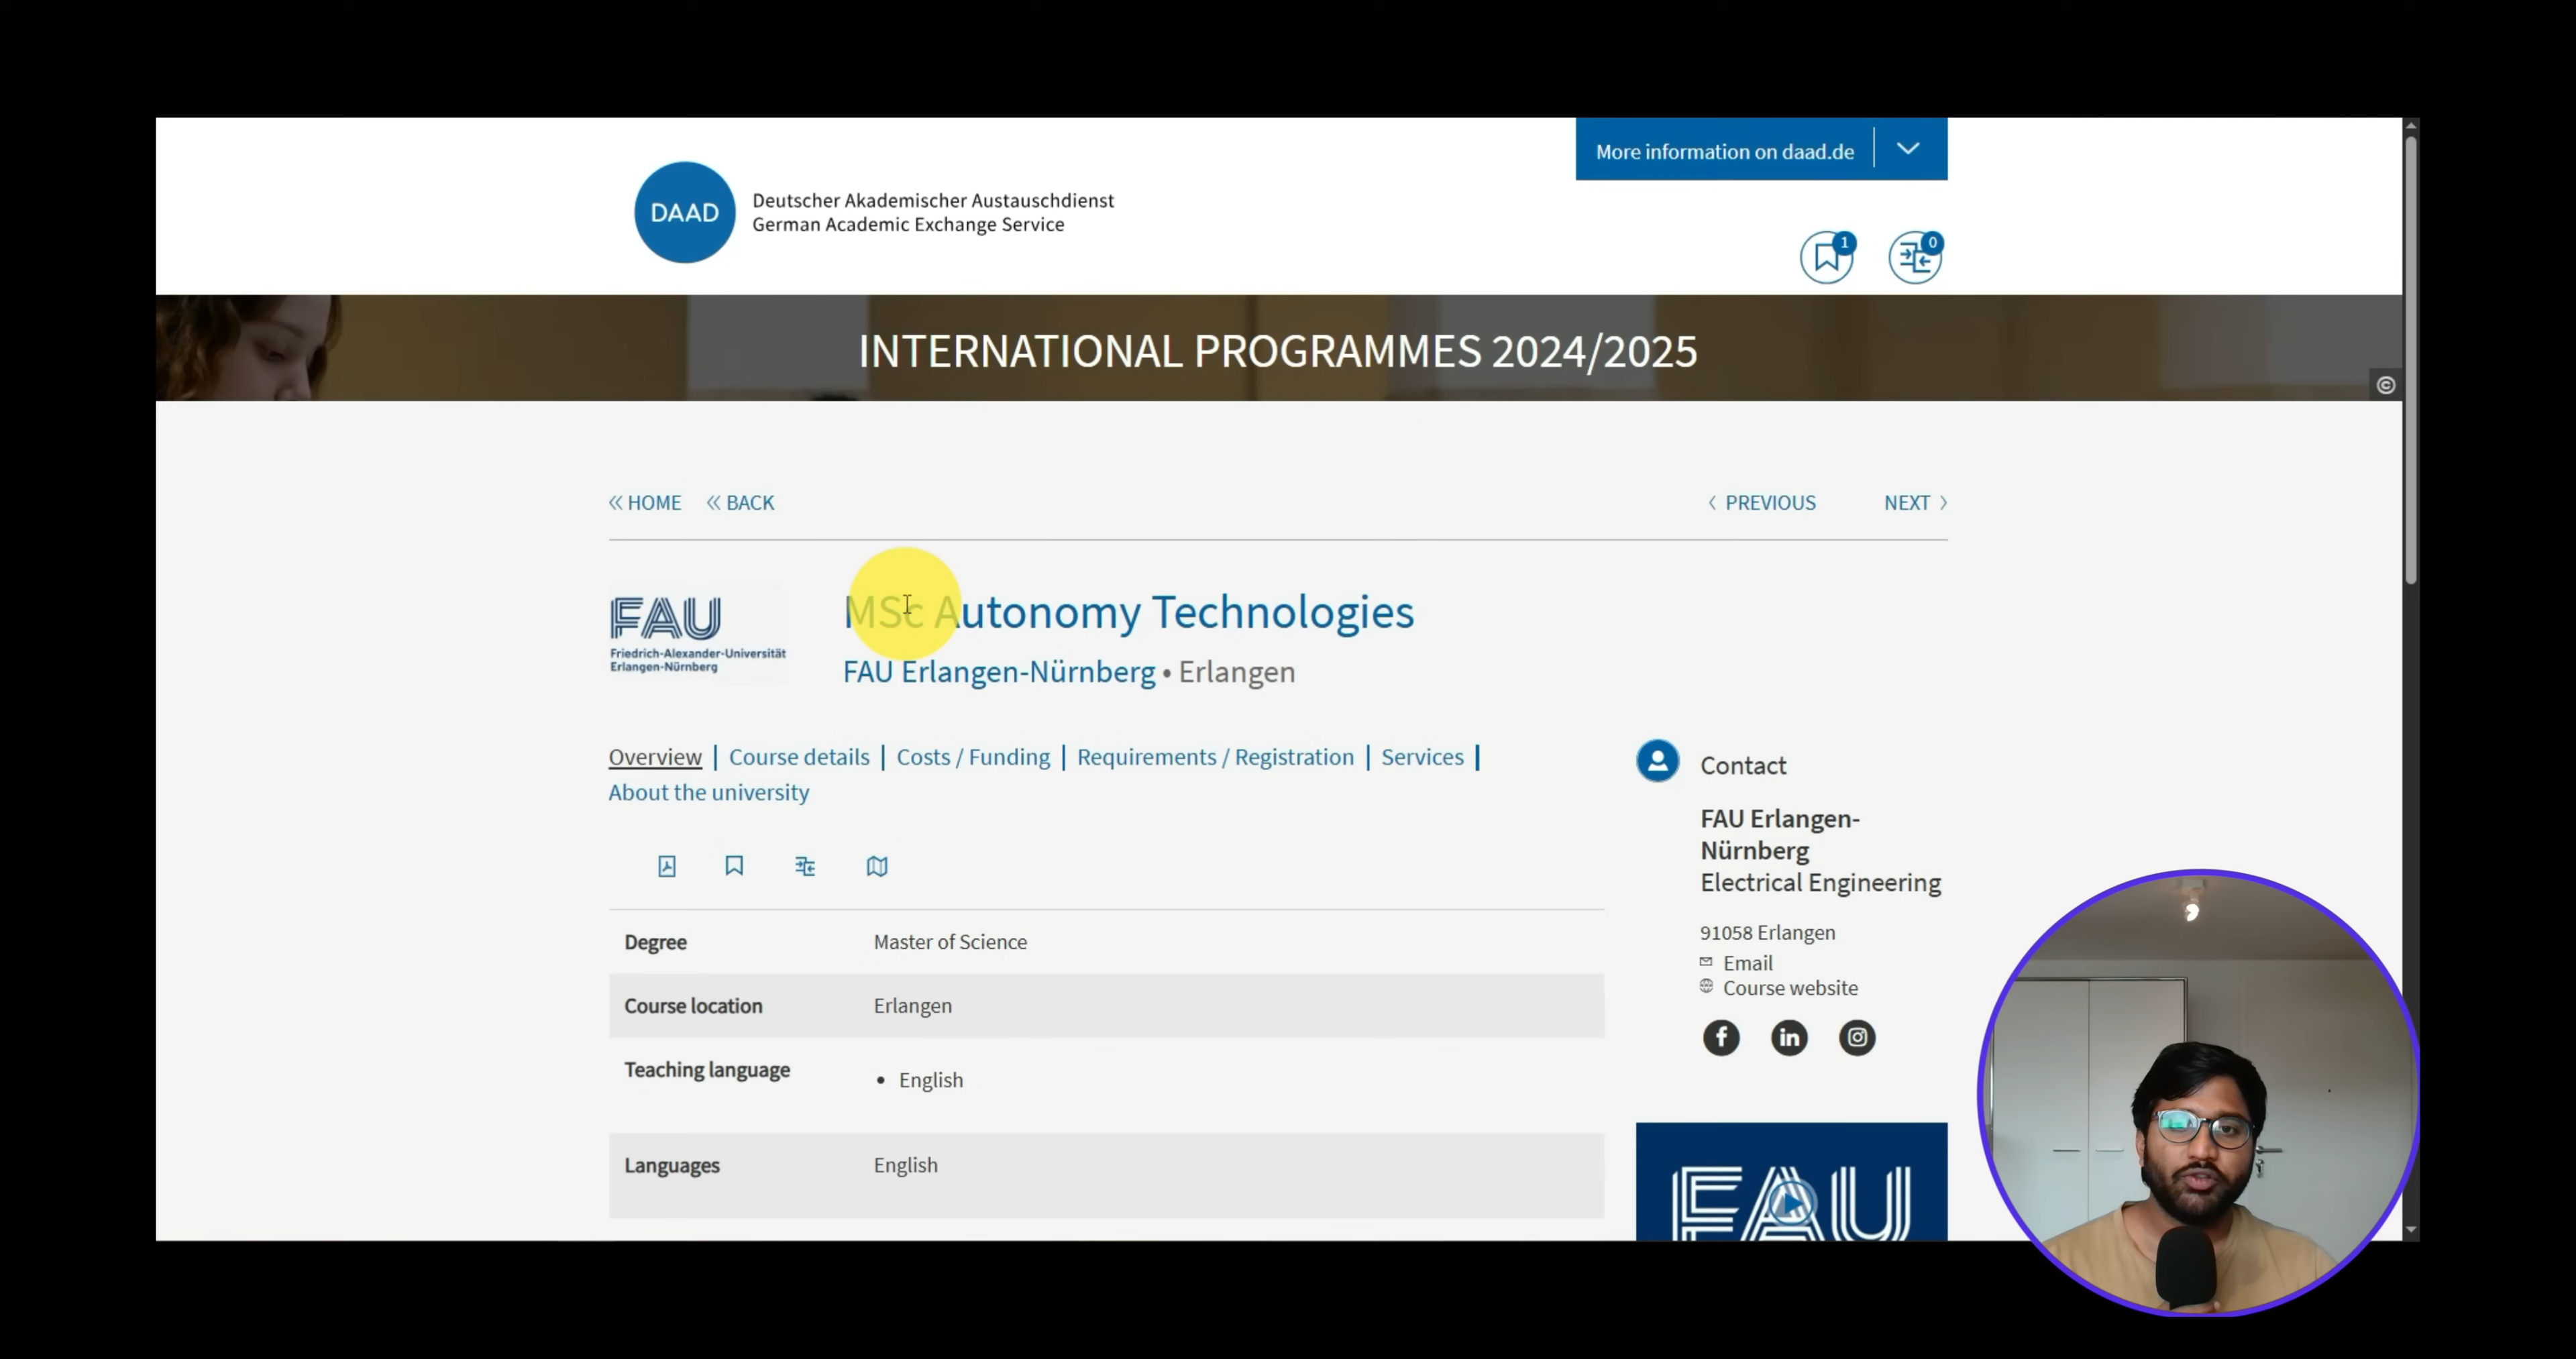 More information on daad.de
DAAD
Deutscher Akademischer Austauschdienst
German Academic Exchange Service
1
0
INTERNATIONAL PROGRAMMES 2024/2025
©
« HOME « BACK
‹ PREVIOUS NEXT ›
FAU
Friedrich-Alexander-Universität
Erlangen-Nürnberg
MSc Autonomy Technologies
FAU Erlangen-Nürnberg • Erlangen
Overview | Course details | Costs / Funding | Requirements / Registration | Services |
About the university
Degree Master of Science
Course location Erlangen
Teaching language • English
Languages English
Contact
FAU Erlangen-
Nürnberg
Electrical Engineering
91058 Erlangen
Email
Course website
f in
FAU